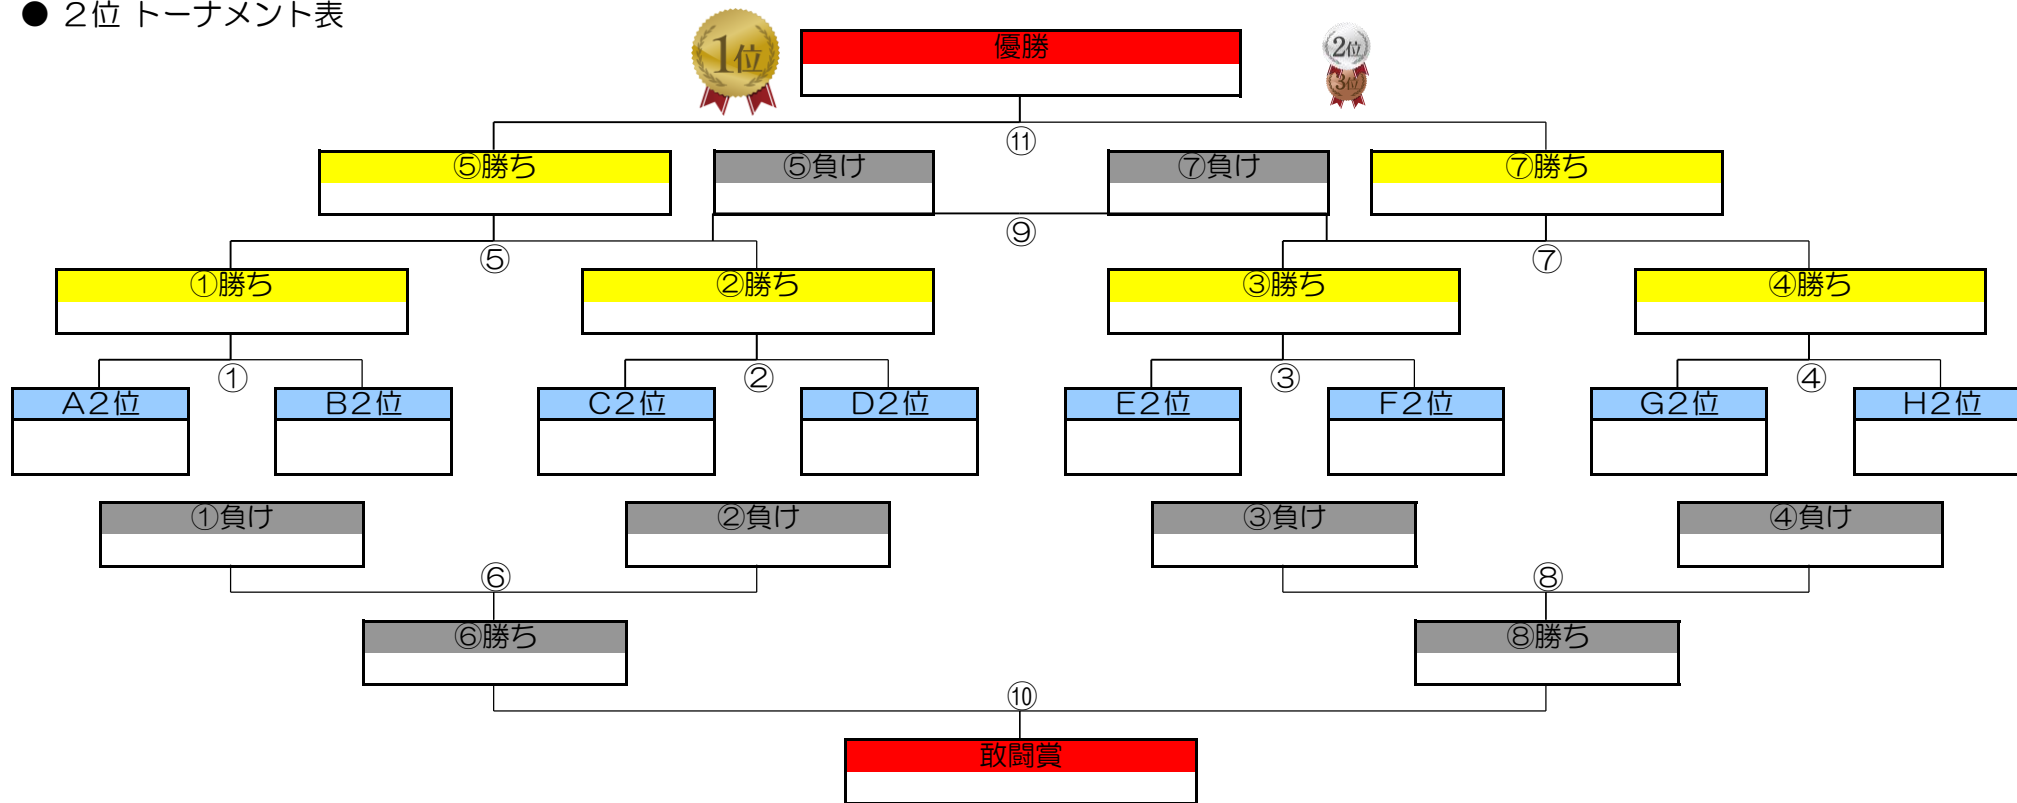 ● 2位 トーナメント表
1位
優勝
2位
3位
⑪
⑤勝ち
⑤負け
⑦負け
⑦勝ち
⑨
⑤
⑦
①勝ち
②勝ち
③勝ち
④勝ち
①
②
③
④
A2位
B2位
C2位
D2位
E2位
F2位
G2位
H2位
①負け
②負け
③負け
④負け
⑥
⑧
⑥勝ち
⑧勝ち
⑩
敢闘賞